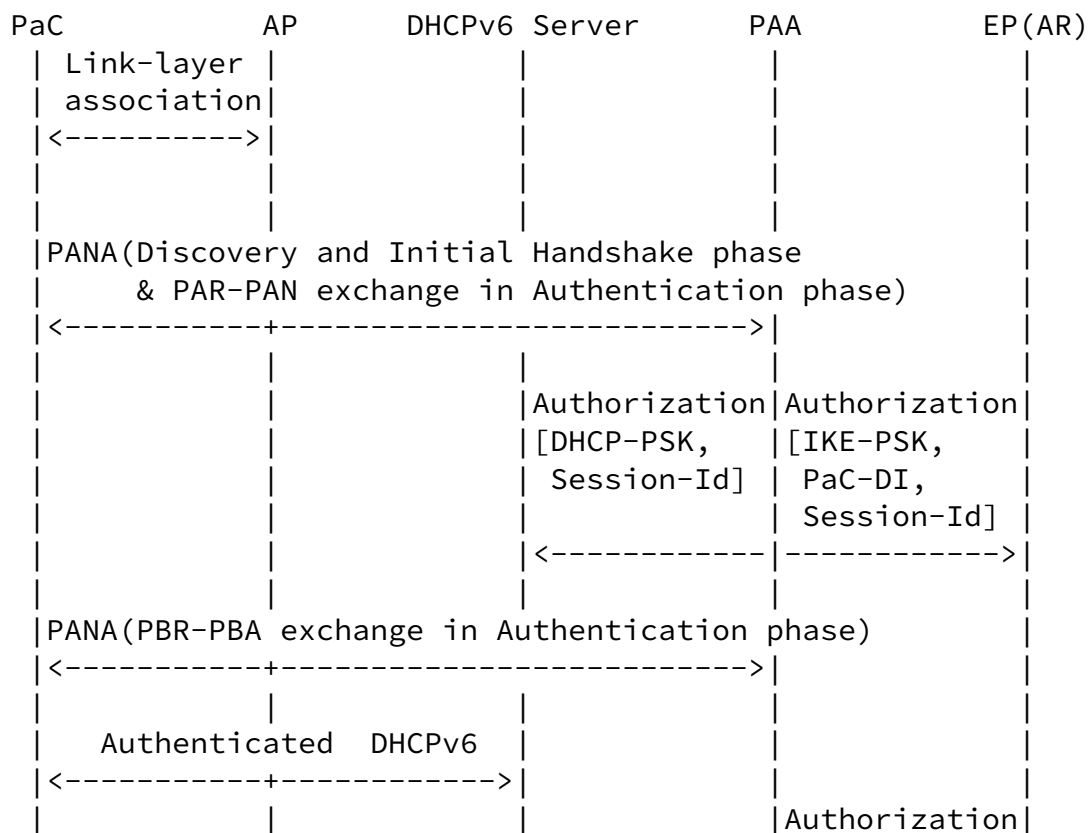 PaC AP DHCPv6 Server PAA EP(AR)
| Link-layer | | | |
| association| | | |
|<---------->| | | |
| | | | |
| | | | |
|PANA(Discovery and Initial Handshake phase |
| & PAR-PAN exchange in Authentication phase) |
|<-----------+------------------------->| |
| | | | |
| | |Authorization|Authorization|
| | |[DHCP-PSK, |[IKE-PSK, |
| | | Session-Id] | PaC-DI, |
| | | | Session-Id] |
| | |<------------|------------>|
| | | | |
|PANA(PBR-PBA exchange in Authentication phase) |
|<-----------+------------------------->| |
| | | | |
| Authenticated DHCPv6 | | |
|<-----------+------------>| | |
| | | |Authorization|